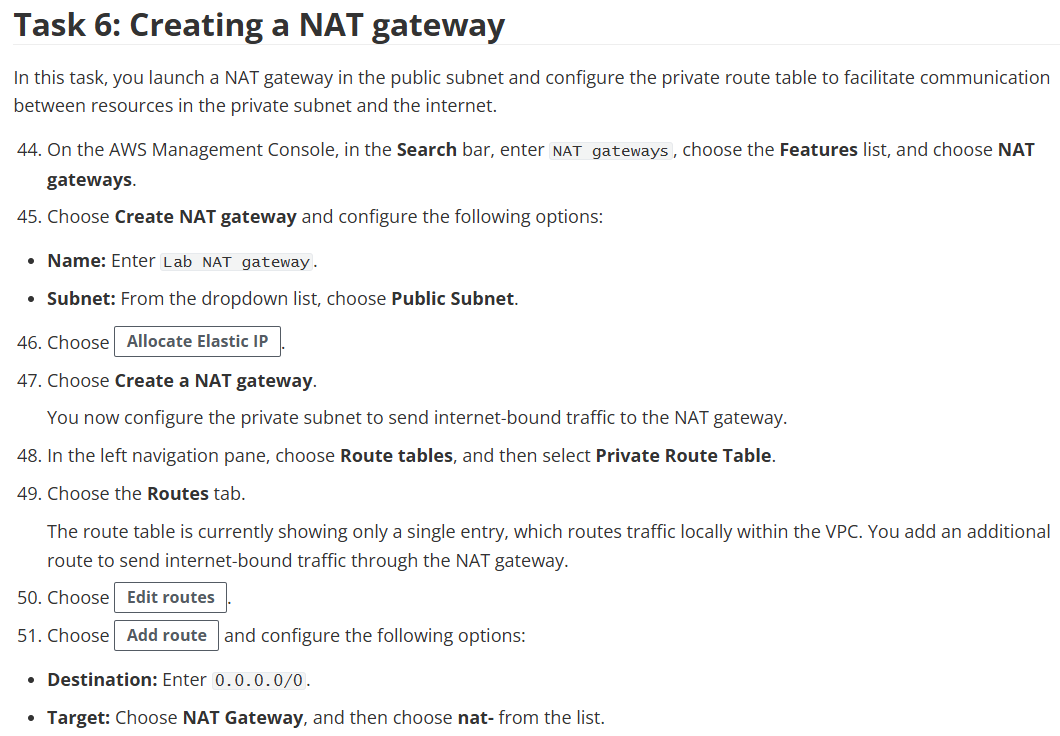 Task 6: Creating a NAT gateway
In this task, you launch a NAT gateway in the public subnet and configure the private route table to facilitate communication
between resources in the private subnet and the internet.
44. On the AWS Management Console, in the Search bar, enter NAT gateways, choose the Features list, and choose NAT
gateways.
45. Choose Create NAT gateway and configure the following options:
• Name: Enter Lab NAT gateway.
• Subnet: From the dropdown list, choose Public Subnet.
46. Choose Allocate Elastic IP.
47. Choose Create a NAT gateway.
You now configure the private subnet to send internet-bound traffic to the NAT gateway.
48. In the left navigation pane, choose Route tables, and then select Private Route Table.
49. Choose the Routes tab.
The route table is currently showing only a single entry, which routes traffic locally within the VPC. You add an additional
route to send internet-bound traffic through the NAT gateway.
50. Choose Edit routes.
51. Choose Add route and configure the following options:
• Destination: Enter 0.0.0.0/0.
• Target: Choose NAT Gateway, and then choose nat- from the list.